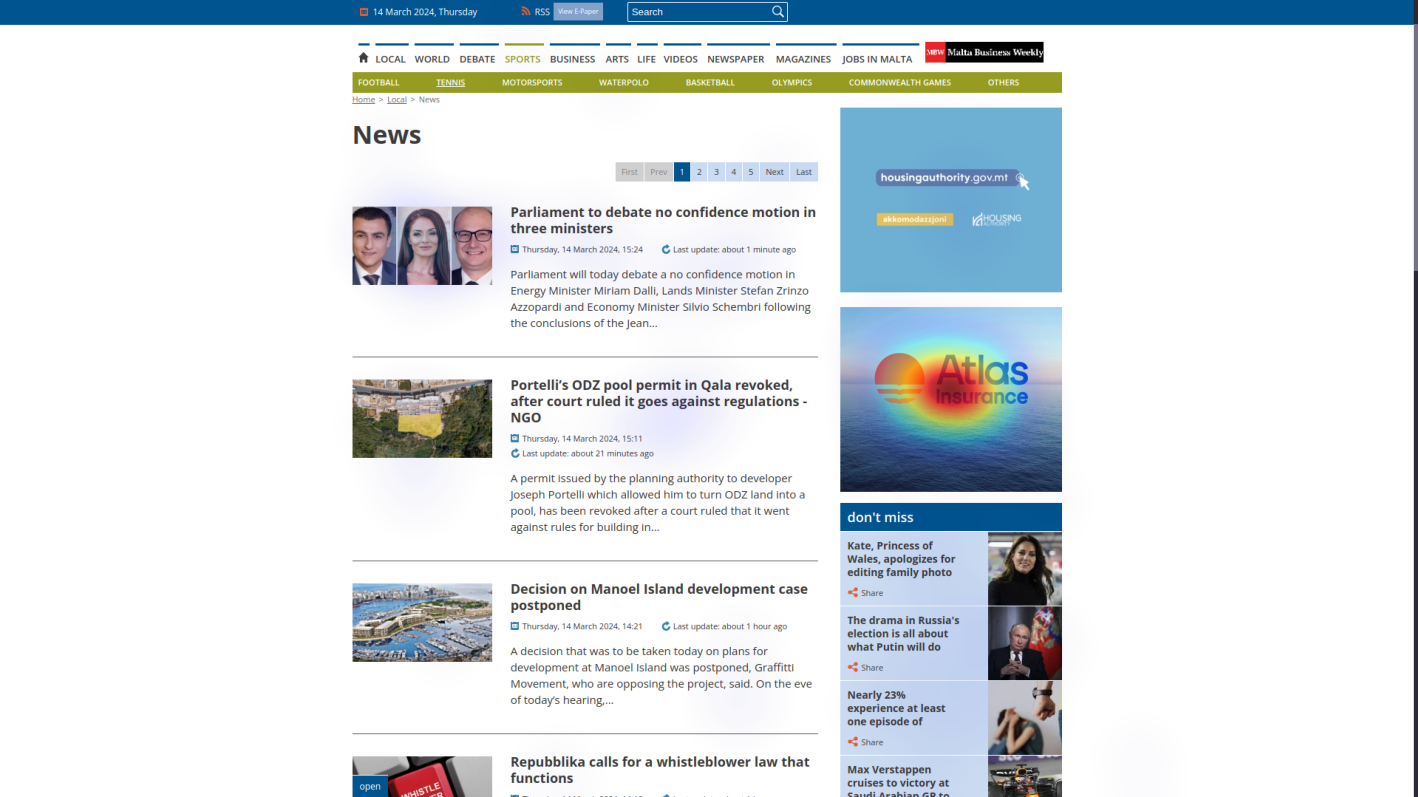 14 March 2024, Thursday
RSS
View E-Paper
Search
LOCAL WORLD DEBATE SPORTS BUSINESS ARTS LIFE VIDEOS NEWSPAPER MAGAZINES JOBS IN MALTA
MBW Malta Business Weekly
FOOTBALL TENNIS MOTORSPORTS WATERPOLO BASKETBALL OLYMPICS COMMONWEALTH GAMES OTHERS
Home > Local > News
News
First Prev 1 2 3 4 5 Next Last
Parliament to debate no confidence motion in
three ministers
Thursday, 14 March 2024, 15:24 Last update: about 1 minute ago
Parliament will today debate a no confidence motion in
Energy Minister Miriam Dalli, Lands Minister Stefan Zrinzo
Azzopardi and Economy Minister Silvio Schembri following
the conclusions of the Jean...
Portelli’s ODZ pool permit in Qala revoked,
after court ruled it goes against regulations -
NGO
Thursday, 14 March 2024, 15:11
Last update: about 21 minutes ago
A permit issued by the planning authority to developer
Joseph Portelli which allowed him to turn ODZ land into a
pool, has been revoked after a court ruled that it went
against rules for building in...
Decision on Manoel Island development case
postponed
Thursday, 14 March 2024, 14:21 Last update: about 1 hour ago
A decision that was to be taken today on plans for
development at Manoel Island was postponed, Graffitti
Movement, who are opposing the project, said. On the eve
of today’s hearing,...
Repubblika calls for a whistleblower law that
functions
WHISTLE
open
housingauthority.gov.mt
akkomodazzjoni
HOUSING
AUTHORITY
Atlas
Insurance
don't miss
Kate, Princess of
Wales, apologizes for
editing family photo
Share
The drama in Russia's
election is all about
what Putin will do
Share
Nearly 23%
experience at least
one episode of
Share
Max Verstappen
cruises to victory at
Saudi Arabian GP to